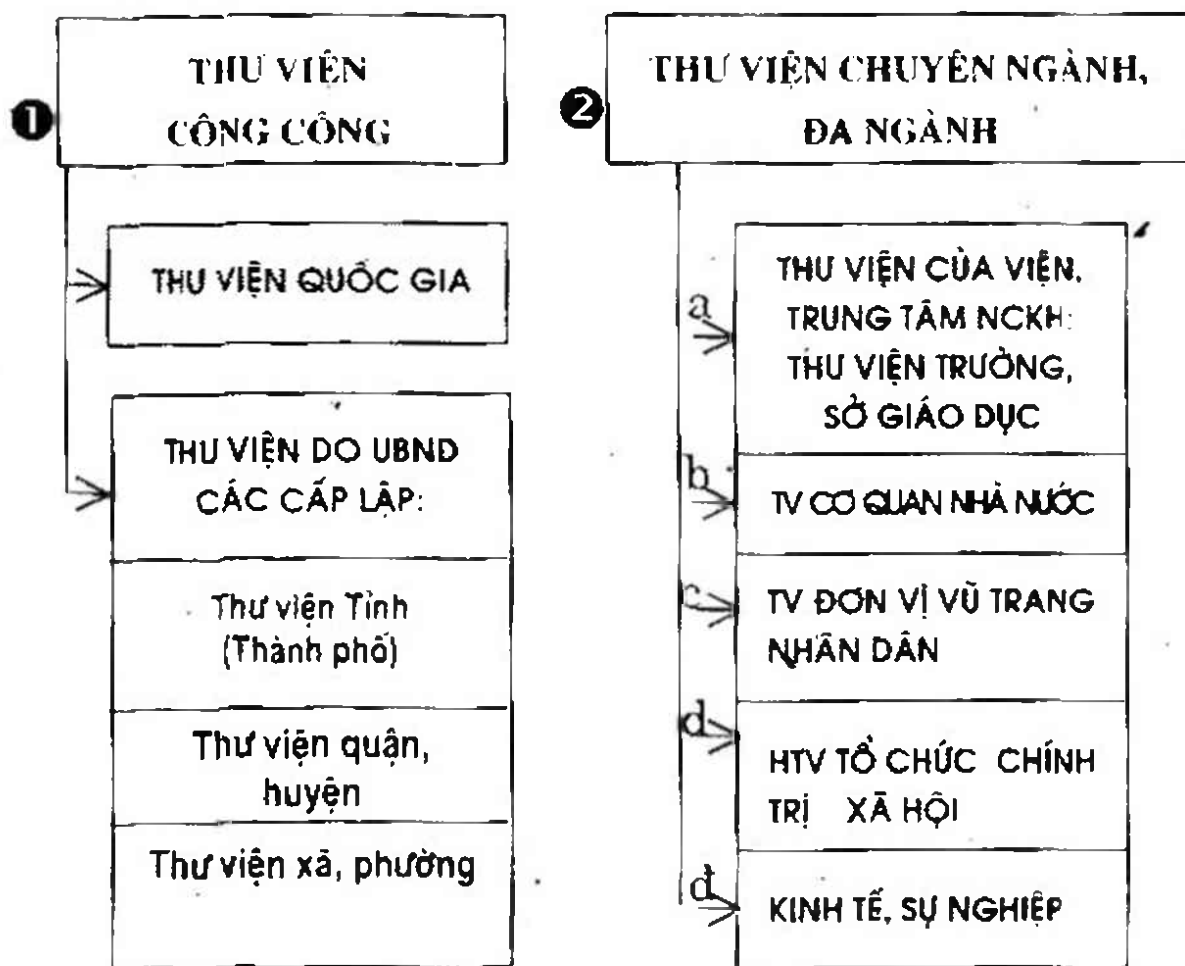 ❶
THƯ VIỆN
CÔNG CÔNG
THƯ VIỆN QUỐC GIA
THƯ VIỆN DO UBND
CÁC CẤP LẬP:
Thư viện Tỉnh
(Thành phố)
Thư viện quận,
huyện
Thư viện xã, phường
❷
THƯ VIỆN CHUYÊN NGÀNH,
ĐA NGÀNH
a
THƯ VIỆN CỦA VIỆN,
TRUNG TÂM NCKH:
THƯ VIỆN TRƯỜNG,
SỞ GIÁO DỤC
b
TV CƠ QUAN NHÀ NƯỚC
c
TV ĐƠN VỊ VŨ TRANG
NHÂN DÂN
d
HTV TỔ CHỨC CHÍNH
TRỊ XÃ HỘI
đ
KINH TẾ, SỰ NGHIỆP